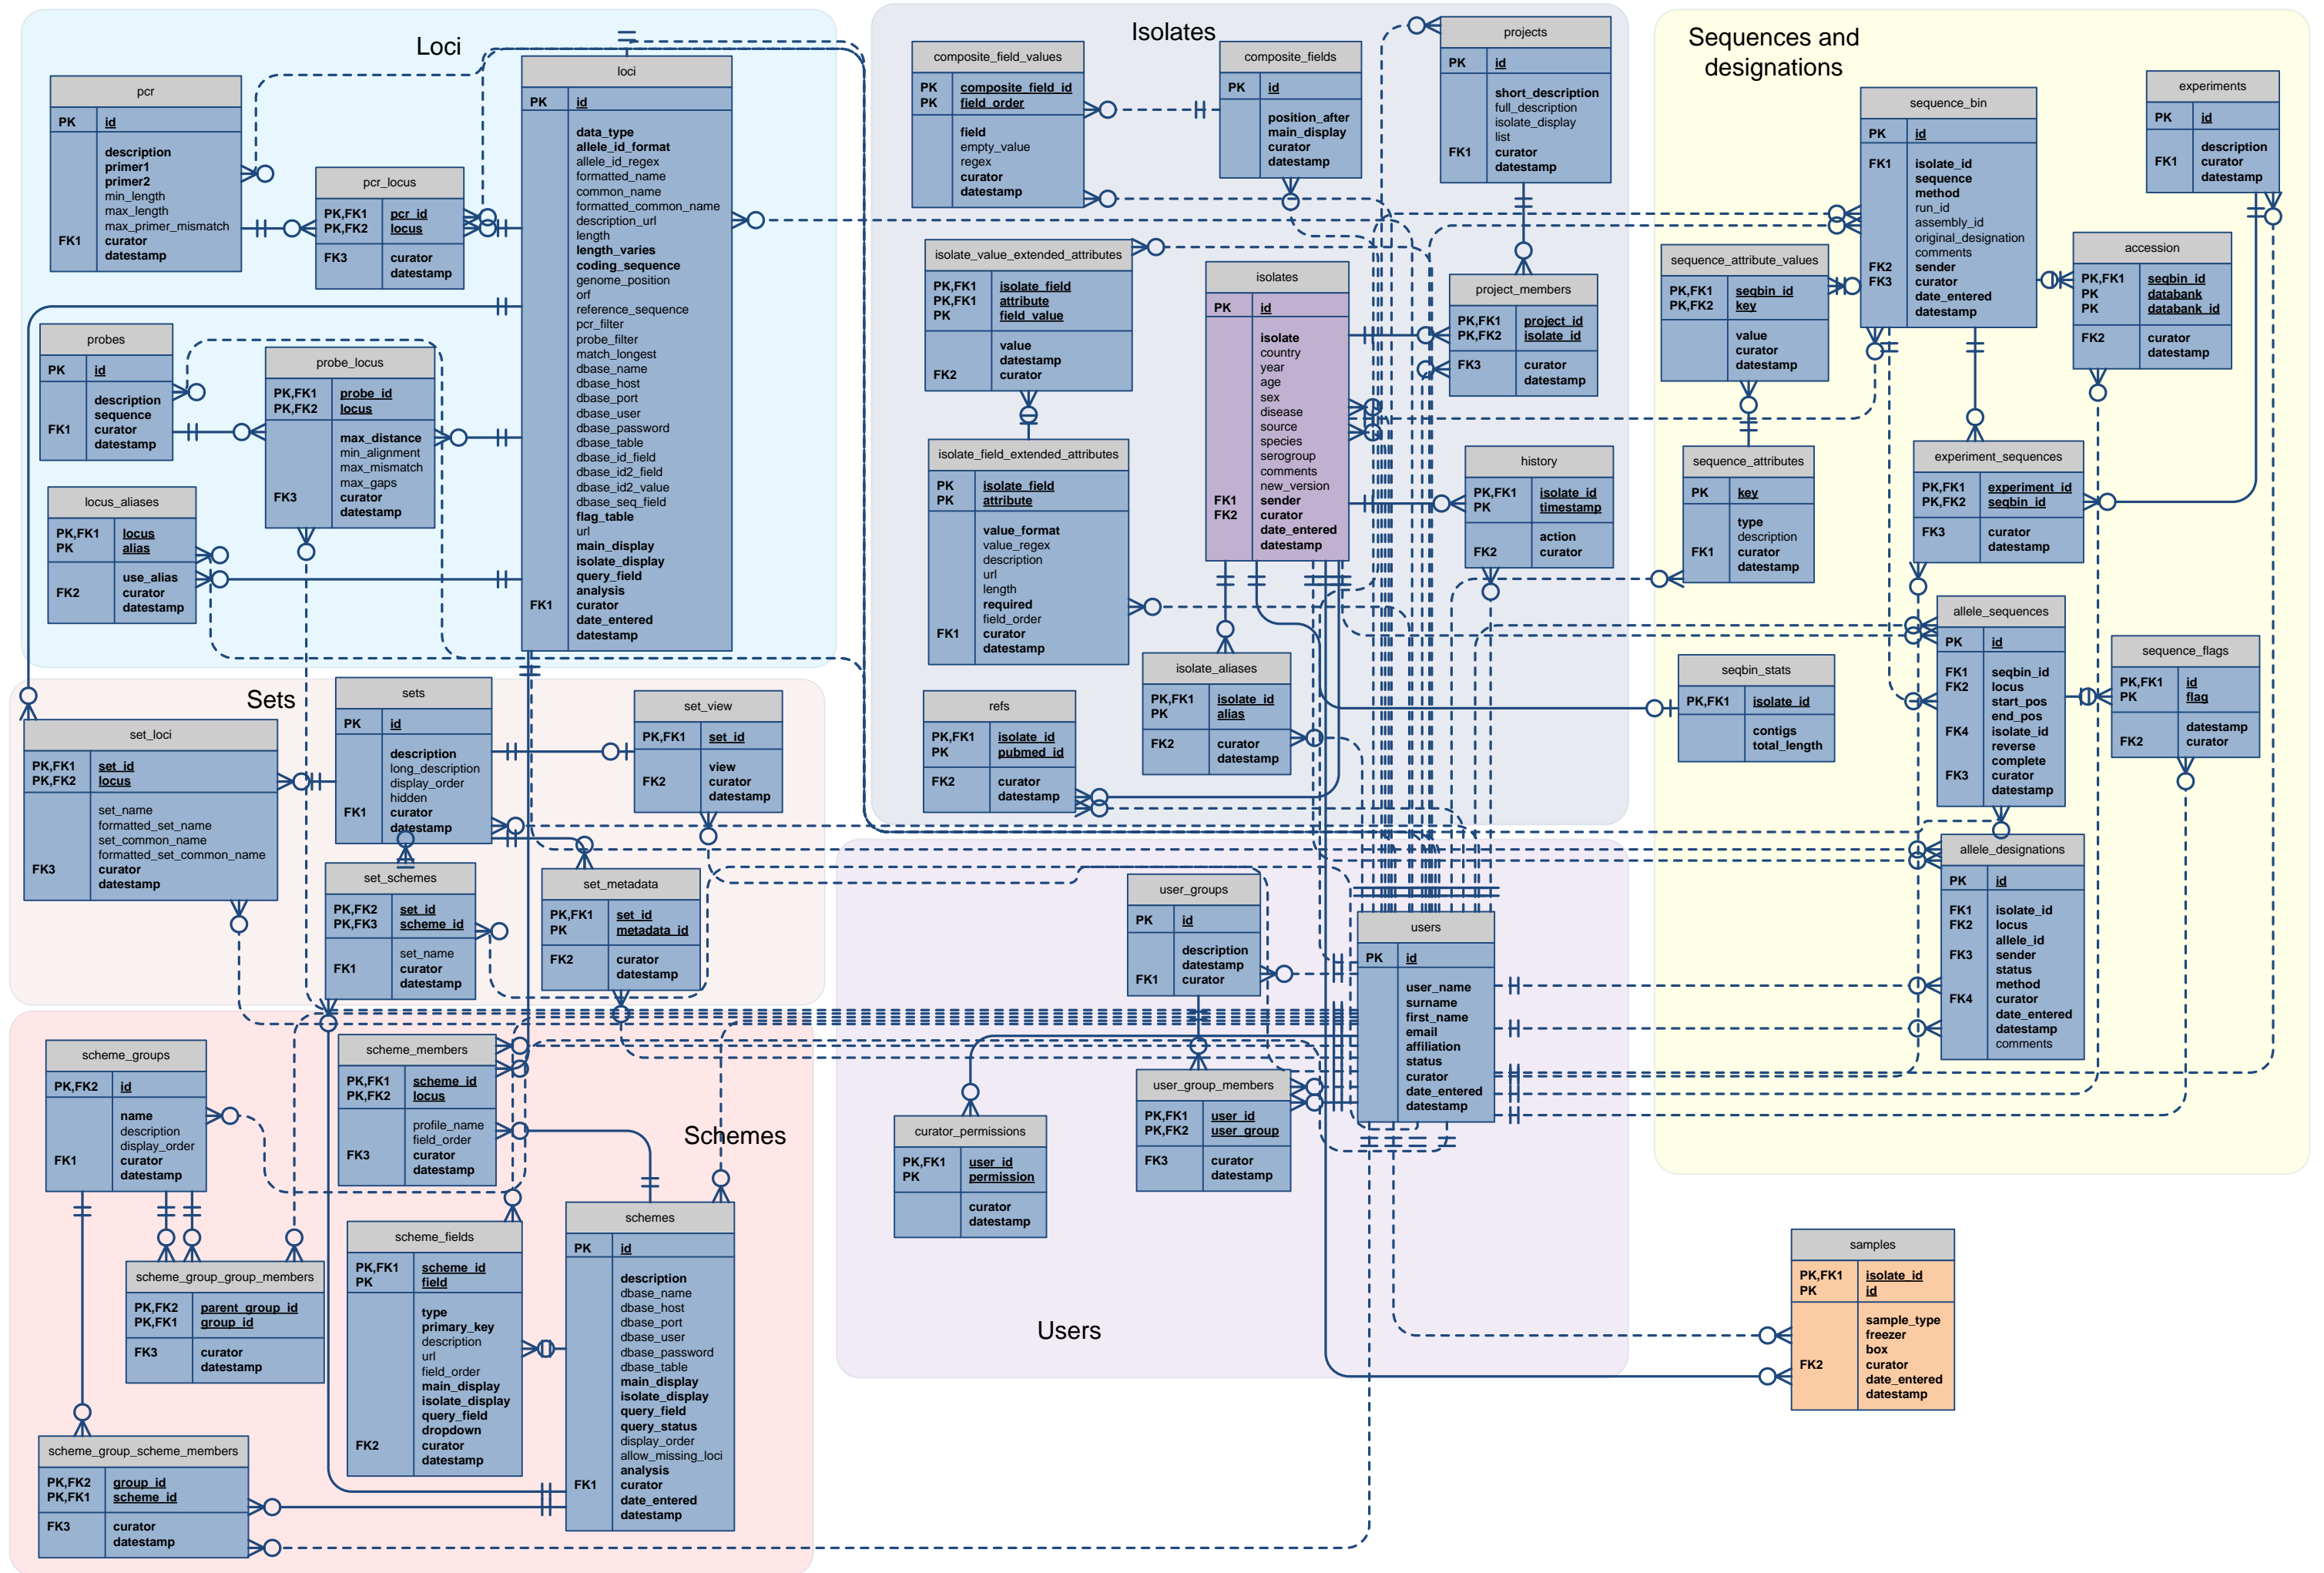 Loci
pcr
PK id
description
primer1
primer2
min_length
max_length
max_primer_mismatch
FK1 curator
datestamp
pcr_locus
PK,FK1 pcr_id
PK,FK2 locus
FK3 curator
datestamp
loci
PK id
data_type
allele_id_format
allele_id_regex
formatted_name
common_name
formatted_common_name
description_url
length
length_varies
coding_sequence
genome_position
orf
reference_sequence
pcr_filter
probe_filter
match_longest
dbase_name
dbase_host
dbase_port
dbase_user
dbase_password
dbase_table
dbase_id_field
dbase_id2_field
dbase_id2_value
dbase_seq_field
flag_table
url
main_display
isolate_display
query_field
analysis
FK1 curator
date_entered
datestamp
probes
PK id
description
sequence
FK1 curator
datestamp
probe_locus
PK,FK1 probe_id
PK,FK2 locus
max_distance
min_alignment
max_mismatch
max_gaps
FK3 curator
datestamp
locus_aliases
PK,FK1 locus
PK alias
use_alias
FK2 curator
datestamp
Sets
set_loci
PK,FK1 set_id
PK,FK2 locus
set_name
formatted_set_name
set_common_name
formatted_set_common_name
FK3 curator
datestamp
sets
PK id
description
long_description
display_order
hidden
FK1 curator
datestamp
set_view
PK,FK1 set_id
view
FK2 curator
datestamp
set_schemes
PK,FK2 set_id
PK,FK3 scheme_id
set_name
FK1 curator
datestamp
set_metadata
PK,FK1 set_id
PK metadata_id
FK2 curator
datestamp
Schemes
scheme_groups
PK,FK2 id
name
description
display_order
FK1 curator
datestamp
scheme_members
PK,FK1 scheme_id
PK,FK2 locus
profile_name
field_order
FK3 curator
datestamp
scheme_group_group_members
PK,FK2 parent_group_id
PK,FK1 group_id
FK3 curator
datestamp
scheme_fields
PK,FK1 scheme_id
PK field
type
primary_key
description
url
field_order
main_display
isolate_display
query_field
dropdown
FK2 curator
datestamp
schemes
PK id
description
dbase_name
dbase_host
dbase_port
dbase_user
dbase_password
dbase_table
main_display
isolate_display
query_field
query_status
display_order
allow_missing_loci
analysis
FK1 curator
date_entered
datestamp
scheme_group_scheme_members
PK,FK2 group_id
PK,FK1 scheme_id
FK3 curator
datestamp
Isolates
composite_field_values
PK composite_field_id
PK field_order
field
empty_value
regex
curator
datestamp
composite_fields
PK id
position_after
main_display
curator
datestamp
projects
PK id
short_description
full_description
isolate_display
list
FK1 curator
datestamp
isolate_value_extended_attributes
PK,FK1 isolate_field
PK,FK1 attribute
PK field_value
value
datestamp
FK2 curator
isolates
PK id
isolate
country
year
age
sex
disease
source
species
serogroup
comments
new_version
FK1 sender
FK2 curator
date_entered
datestamp
project_members
PK,FK1 project_id
PK,FK2 isolate_id
FK3 curator
datestamp
isolate_field_extended_attributes
PK isolate_field
PK attribute
value_format
value_regex
description
url
length
required
field_order
FK1 curator
datestamp
history
PK,FK1 isolate_id
PK timestamp
action
FK2 curator
isolate_aliases
PK,FK1 isolate_id
PK alias
FK2 curator
datestamp
refs
PK,FK1 isolate_id
PK pubmed_id
FK2 curator
datestamp
Users
user_groups
PK id
description
datestamp
FK1 curator
users
PK id
user_name
surname
first_name
email
affiliation
status
curator
date_entered
datestamp
user_group_members
PK,FK1 user_id
PK,FK2 user_group
FK3 curator
datestamp
curator_permissions
PK,FK1 user_id
PK permission
curator
datestamp
Sequences and
designations
sequence_bin
PK id
FK1 isolate_id
sequence
method
run_id
assembly_id
original_designation
comments
FK2 sender
FK3 curator
date_entered
datestamp
experiments
PK id
description
FK1 curator
datestamp
sequence_attribute_values
PK,FK1 seqbin_id
PK,FK2 key
value
curator
datestamp
accession
PK,FK1 seqbin_id
PK databank
PK databank_id
FK2 curator
datestamp
sequence_attributes
PK key
type
description
FK1 curator
datestamp
experiment_sequences
PK,FK1 experiment_id
PK,FK2 seqbin_id
FK3 curator
datestamp
allele_sequences
PK id
FK1 seqbin_id
FK2 locus
start_pos
end_pos
FK4 isolate_id
reverse
complete
FK3 curator
datestamp
sequence_flags
PK,FK1 id
PK flag
datestamp
FK2 curator
seqbin_stats
PK,FK1 isolate_id
contigs
total_length
allele_designations
PK id
FK1 isolate_id
FK2 locus
allele_id
FK3 sender
status
method
FK4 curator
date_entered
datestamp
comments
samples
PK,FK1 isolate_id
PK id
sample_type
freezer
box
FK2 curator
date_entered
datestamp